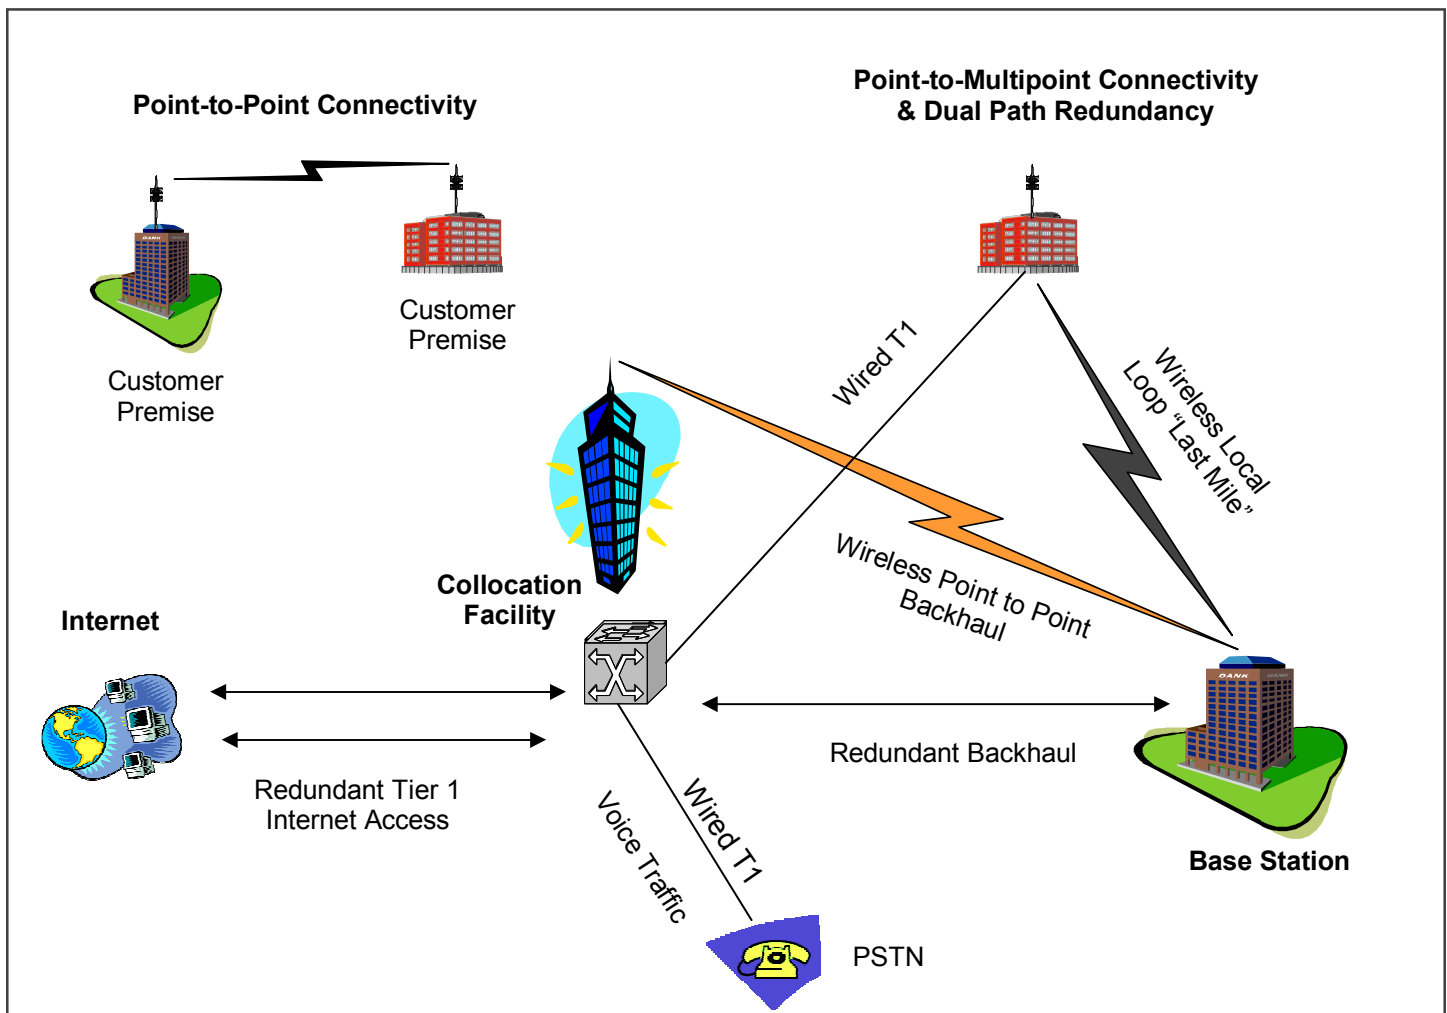 Point-to-Point Connectivity
Point-to-Multipoint Connectivity
& Dual Path Redundancy
BANK
Customer
Premise
Customer
Premise
Wired T1
Wireless Local
Loop “Last Mile”
Wireless Point to Point
Backhaul
Collocation
Facility
Internet
BANK
Redundant Backhaul
Redundant Tier 1
Internet Access
Wired T1
Voice Traffic
Base Station
PSTN